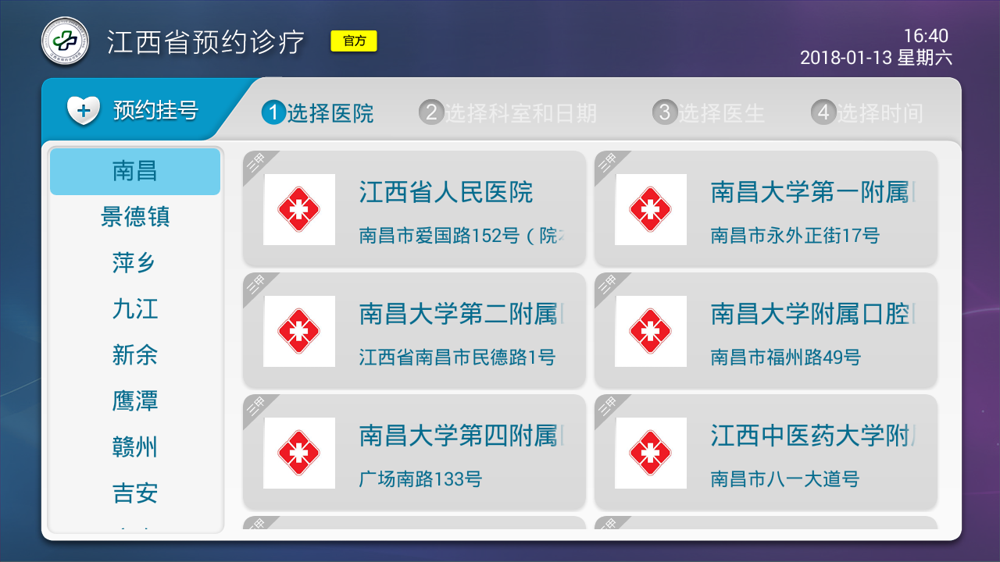 江西省预约诊疗
官方
16:40
2018-01-13 星期六
预约挂号
1选择医院
2选择科室和日期
3选择医生
4选择时间
南昌
景德镇
萍乡
九江
新余
鹰潭
赣州
吉安
三甲
江西省人民医院
南昌市爱国路152号（院
三甲
南昌大学第一附属
南昌市永外正街17号
三甲
南昌大学第二附属
江西省南昌市民德路1号
三甲
南昌大学附属口腔
南昌市福州路49号
三甲
南昌大学第四附属
广场南路133号
三甲
江西中医药大学附
南昌市八一大道号
三甲
三甲